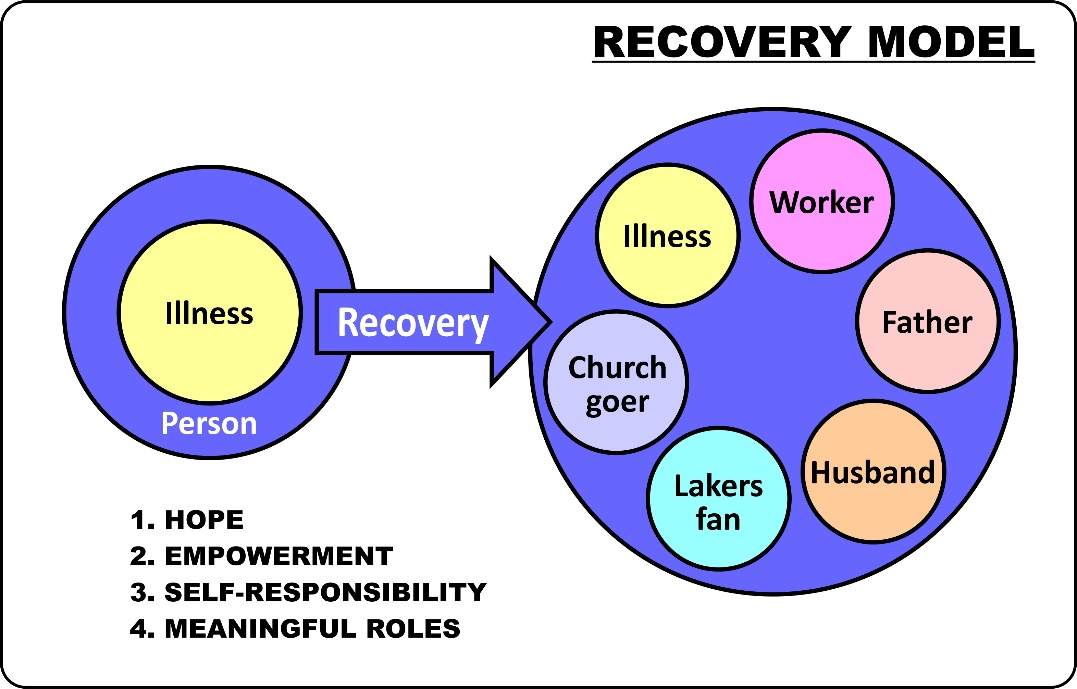 RECOVERY MODEL
Illness
Person
Recovery
Illness
Worker
Father
Husband
Lakers
fan
Church
goer
1. HOPE
2. EMPOWERMENT
3. SELF-RESPONSIBILITY
4. MEANINGFUL ROLES